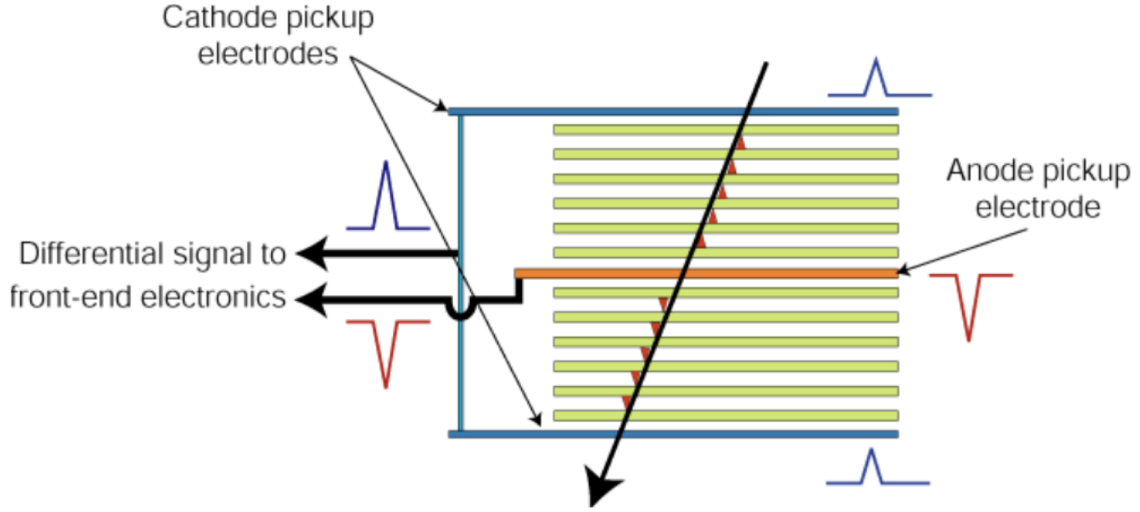 Cathode pickup
electrodes
Anode pickup
electrode
Differential signal to
front-end electronics